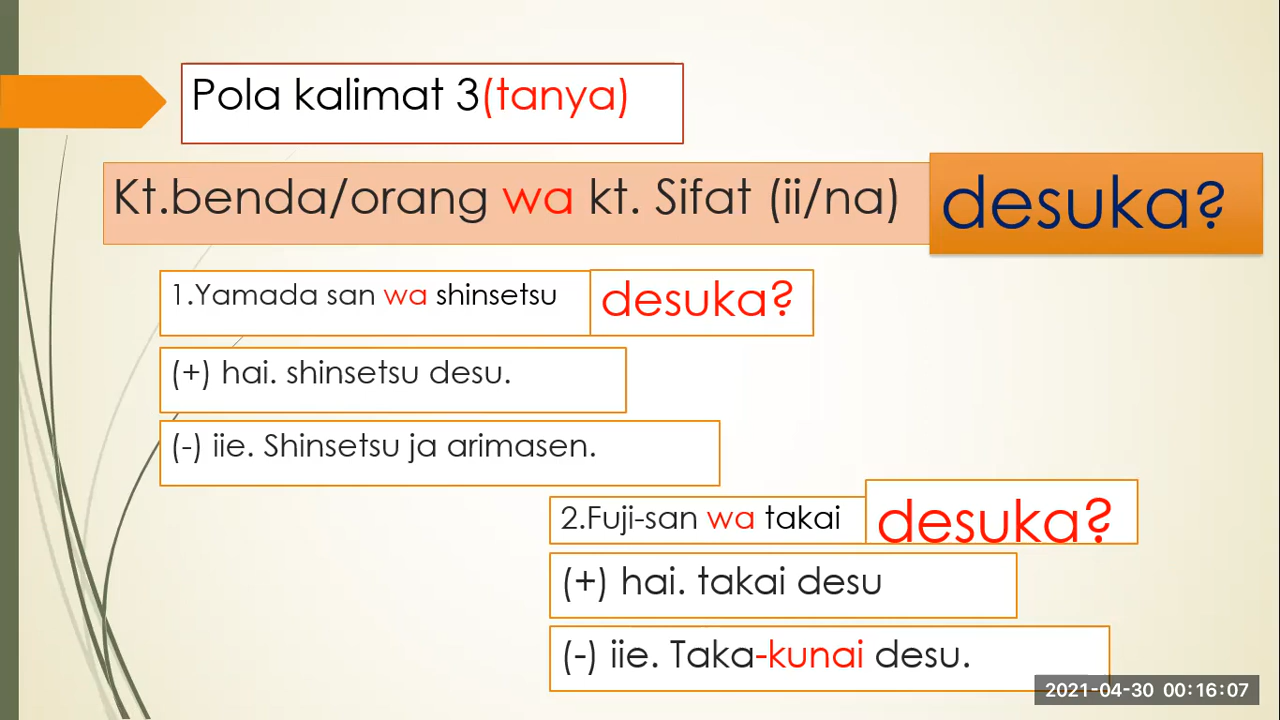 Pola kalimat 3(tanya)
Kt.benda/orang wa kt. Sifat (ii/na) desuka?
1.Yamada san wa shinsetsu desuka?
(+) hai. shinsetsu desu.
(-) iie. Shinsetsu ja arimasen.
2.Fuji-san wa takai desuka?
(+) hai. takai desu
(-) iie. Taka-kunai desu.
2021-04-30 00:16:07